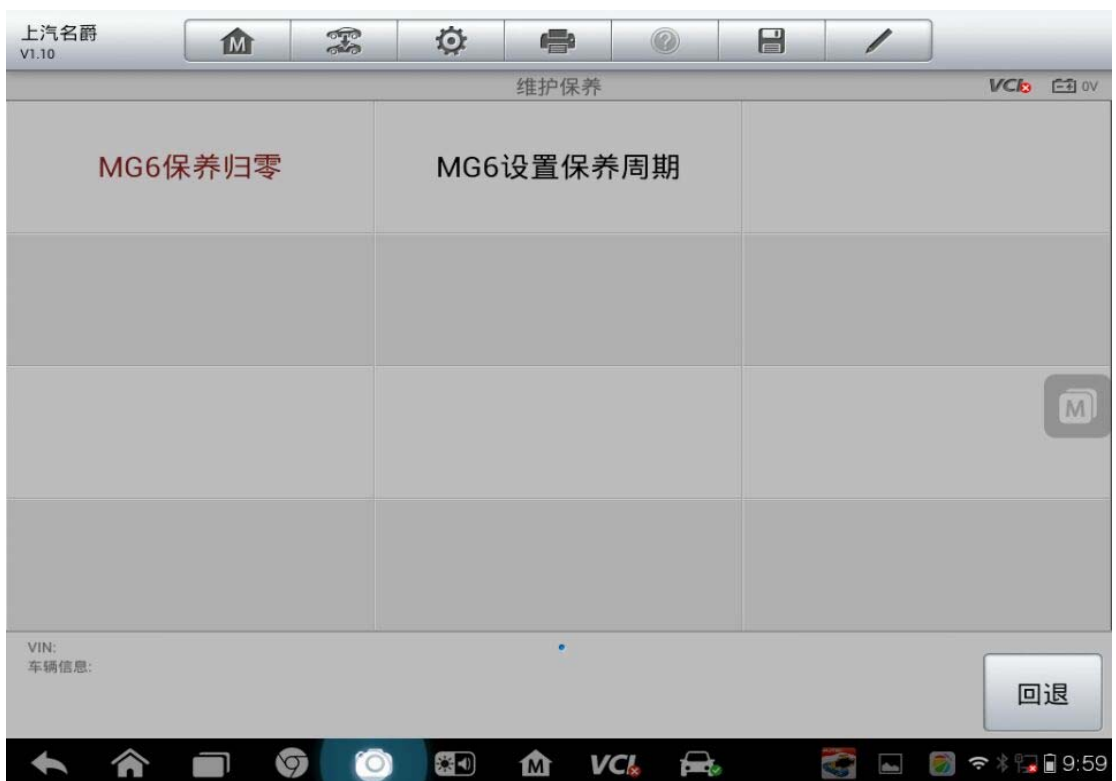 上汽名爵
V1.10
M
维护保养
VCI
0V
MG6保养归零
MG6设置保养周期
M
VIN:
车辆信息:
回退
M
VCI
9:59